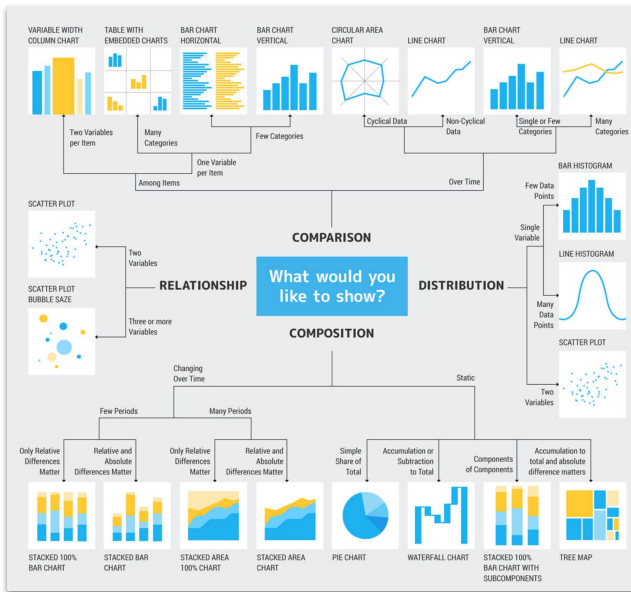 VARIABLE WIDTH
COLUMN CHART
TABLE WITH
EMBEDDED CHARTS
BAR CHART
HORIZONTAL
BAR CHART
VERTICAL
CIRCULAR AREA
CHART
LINE CHART
BAR CHART
VERTICAL
LINE CHART
Two Variables
per Item
Many
Categories
Few Categories
One Variable
per Item
Among Items
Cyclical Data
Non-Cyclical
Data
Single or Few
Categories
Many
Categories
Over Time
COMPARISON
SCATTER PLOT
Two
Variables
SCATTER PLOT
BUBBLE SAZE
Three or more
Variables
RELATIONSHIP
What would you
like to show?
DISTRIBUTION
BAR HISTOGRAM
Few Data
Points
Single
Variable
LINE HISTOGRAM
Many
Data
Points
SCATTER PLOT
Two
Variables
COMPOSITION
Changing
Over Time
Static
Few Periods
Many Periods
Only Relative
Differences
Matter
Relative and
Absolute
Differences Matter
Only Relative
Differences
Matter
Relative and
Absolute
Differences Matter
Simple
Share of
Total
Accumulation or
Subtraction
to Total
Components
of Components
Accumulation to
total and absolute
difference matters
STACKED 100%
BAR CHART
STACKED BAR
CHART
STACKED AREA
100% CHART
STACKED AREA
CHART
PIE CHART
WATERFALL CHART
STACKED 100%
BAR CHART WITH
SUBCOMPONENTS
TREE MAP